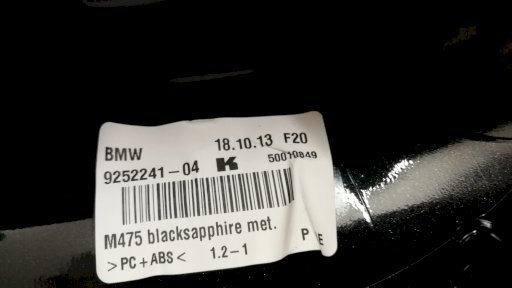 BMW 18.10.13 F20
9252241-04 K 50010849
M475 blacksapphire met.
>PC+ABS< 1.2-1 P E